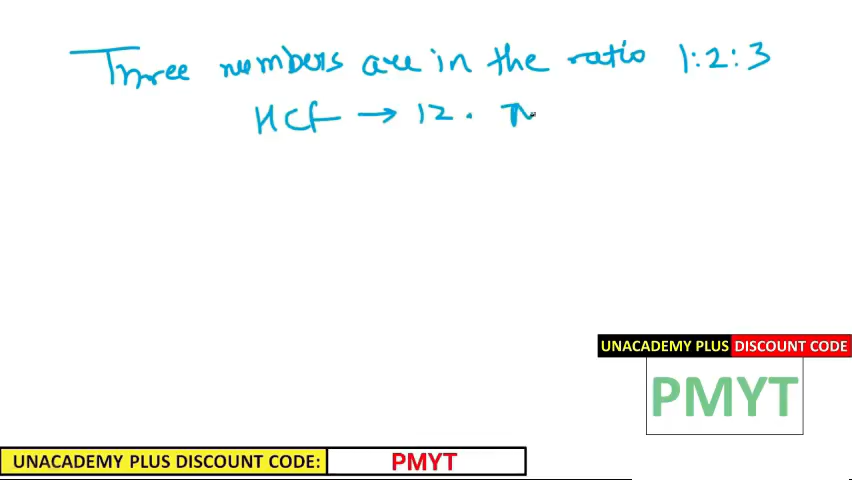 Three numbers are in the ratio 1:2:3
HCF → 12.
UNACADEMY PLUS DISCOUNT CODE
PMYT
UNACADEMY PLUS DISCOUNT CODE: PMYT